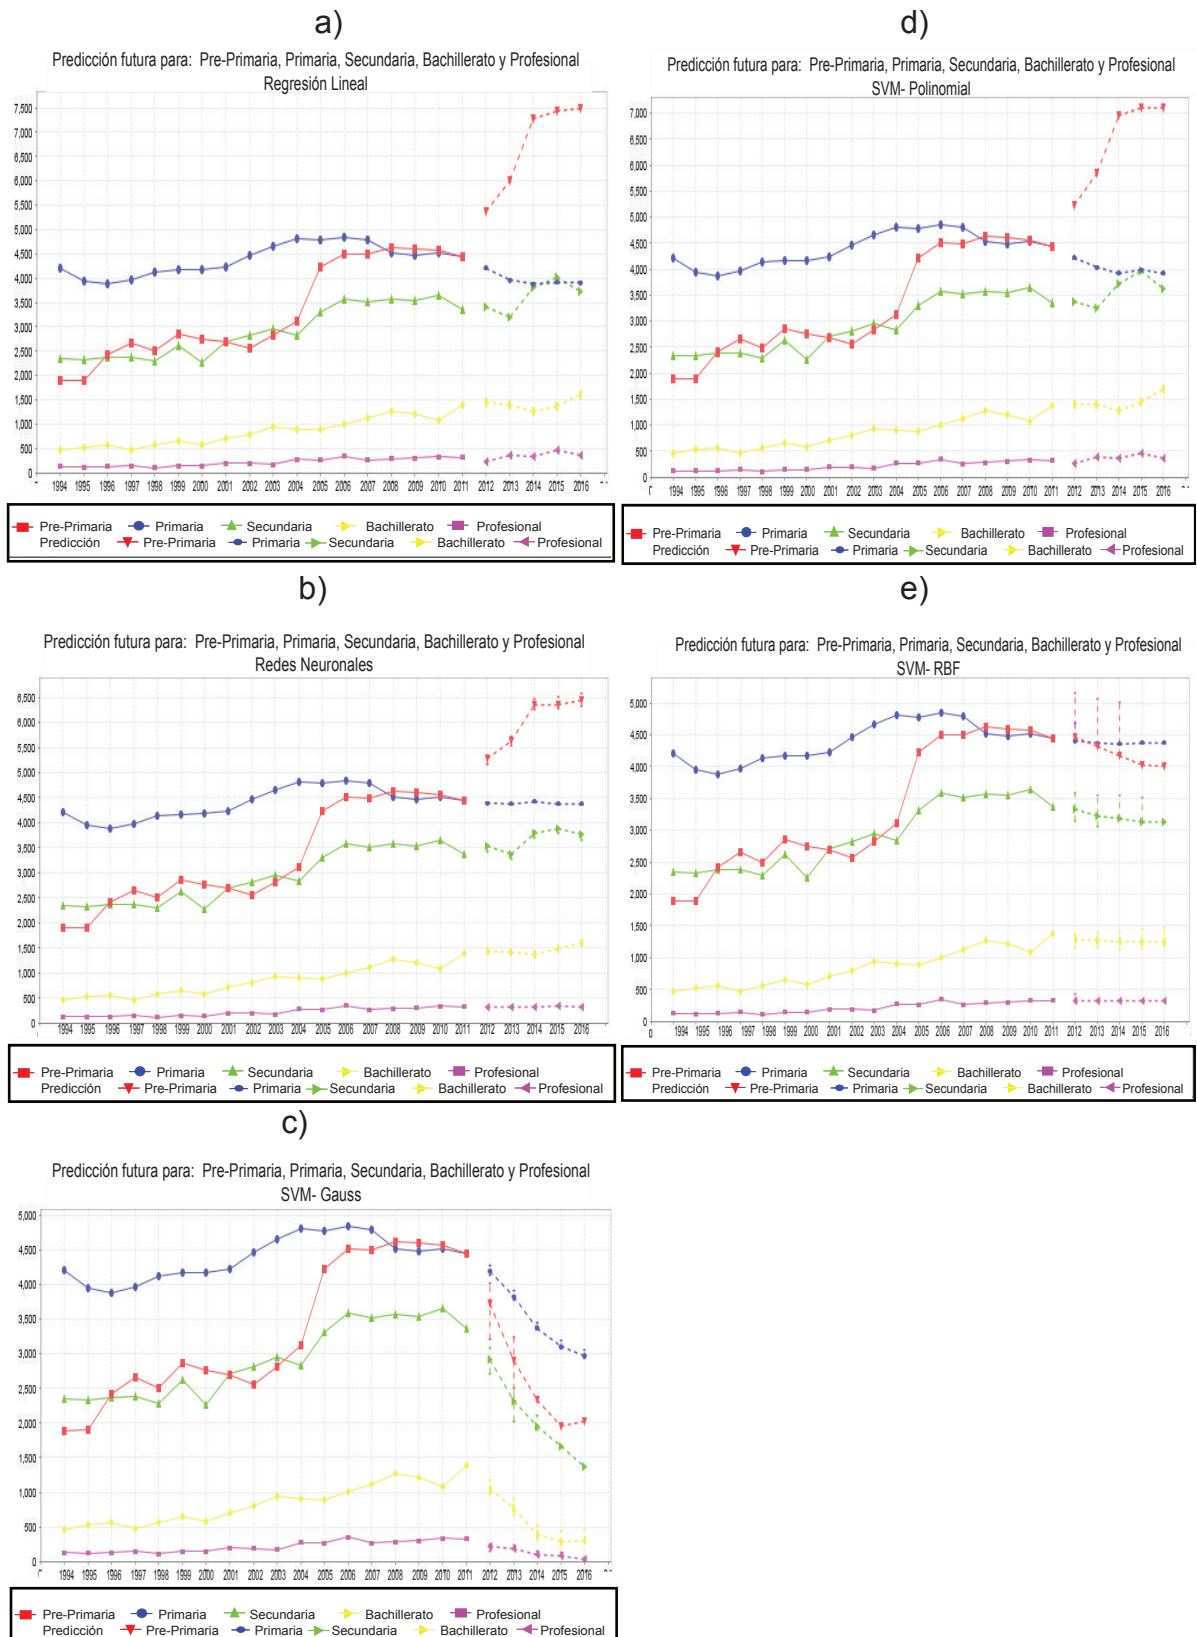 a)
Predicción futura para: Pre-Primaria, Primaria, Secundaria, Bachillerato y Profesional
Regresión Lineal
7,500
7,000
6,500
6,000
5,500
5,000
4,500
4,000
3,500
3,000
2,500
2,000
1,500
1,000
500
0
1994 1995 1996 1997 1998 1999 2000 2001 2002 2003 2004 2005 2006 2007 2008 2009 2010 2011 2012 2013 2014 2015 2016
Pre-Primaria Primaria Secundaria Bachillerato Profesional
Predicción Pre-Primaria Primaria Secundaria Bachillerato Profesional
d)
Predicción futura para: Pre-Primaria, Primaria, Secundaria, Bachillerato y Profesional
SVM- Polinomial
7,000
6,500
6,000
5,500
5,000
4,500
4,000
3,500
3,000
2,500
2,000
1,500
1,000
500
0
1994 1995 1996 1997 1998 1999 2000 2001 2002 2003 2004 2005 2006 2007 2008 2009 2010 2011 2012 2013 2014 2015 2016
Pre-Primaria Primaria Secundaria Bachillerato Profesional
Predicción Pre-Primaria Primaria Secundaria Bachillerato Profesional
b)
Predicción futura para: Pre-Primaria, Primaria, Secundaria, Bachillerato y Profesional
Redes Neuronales
6,500
6,000
5,500
5,000
4,500
4,000
3,500
3,000
2,500
2,000
1,500
1,000
500
0
1994 1995 1996 1997 1998 1999 2000 2001 2002 2003 2004 2005 2006 2007 2008 2009 2010 2011 2012 2013 2014 2015 2016
Pre-Primaria Primaria Secundaria Bachillerato Profesional
Predicción Pre-Primaria Primaria Secundaria Bachillerato Profesional
e)
Predicción futura para: Pre-Primaria, Primaria, Secundaria, Bachillerato y Profesional
SVM- RBF
5,000
4,500
4,000
3,500
3,000
2,500
2,000
1,500
1,000
500
0
1994 1995 1996 1997 1998 1999 2000 2001 2002 2003 2004 2005 2006 2007 2008 2009 2010 2011 2012 2013 2014 2015 2016
Pre-Primaria Primaria Secundaria Bachillerato Profesional
Predicción Pre-Primaria Primaria Secundaria Bachillerato Profesional
c)
Predicción futura para: Pre-Primaria, Primaria, Secundaria, Bachillerato y Profesional
SVM- Gauss
5,000
4,500
4,000
3,500
3,000
2,500
2,000
1,500
1,000
500
0
1994 1995 1996 1997 1998 1999 2000 2001 2002 2003 2004 2005 2006 2007 2008 2009 2010 2011 2012 2013 2014 2015 2016
Pre-Primaria Primaria Secundaria Bachillerato Profesional
Predicción Pre-Primaria Primaria Secundaria Bachillerato Profesional